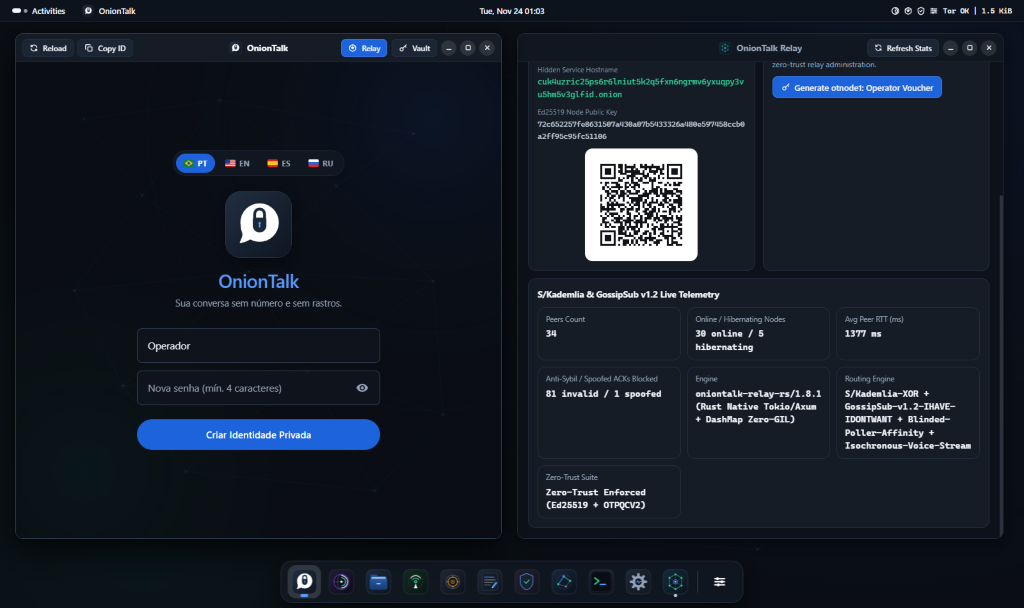 Activities
OnionTalk
Tue, Nov 24 01:03
Tor OK | 1.5 KiB
Reload
Copy ID
OnionTalk
Relay
Vault
PT
EN
ES
RU
OnionTalk
Sua conversa sem número e sem rastros.
Operador
Nova senha (mín. 4 caracteres)
Criar Identidade Privada
OnionTalk Relay
Refresh Stats
Hidden Service Hostname
cuk4uzric25ps6r6lniut5k2q5fxn6ngrmv6yxuqpy3v
u5hm5v3glfid.onion
Ed25519 Node Public Key
72c652257fe8631507a430a07b5433326a480e597458ccb0
a2ff95c95fc51106
zero-trust relay administration.
Generate otnode1: Operator Voucher
S/Kademlia & GossipSub v1.2 Live Telemetry
Peers Count
34
Online / Hibernating Nodes
30 online / 5
hibernating
Avg Peer RTT (ms)
1377 ms
Anti-Sybil / Spoofed ACKs Blocked
81 invalid / 1 spoofed
Engine
oniontalk-relay-rs/1.8.1
(Rust Native Tokio/Axum
+ DashMap Zero-GIL)
Routing Engine
S/Kademlia-XOR +
GossipSub-v1.2-IHAVE-
IDONTWANT + Blinded-
Poller-Affinity +
Isochronous-Voice-Stream
Zero-Trust Suite
Zero-Trust Enforced
(Ed25519 + OTPQCV2)